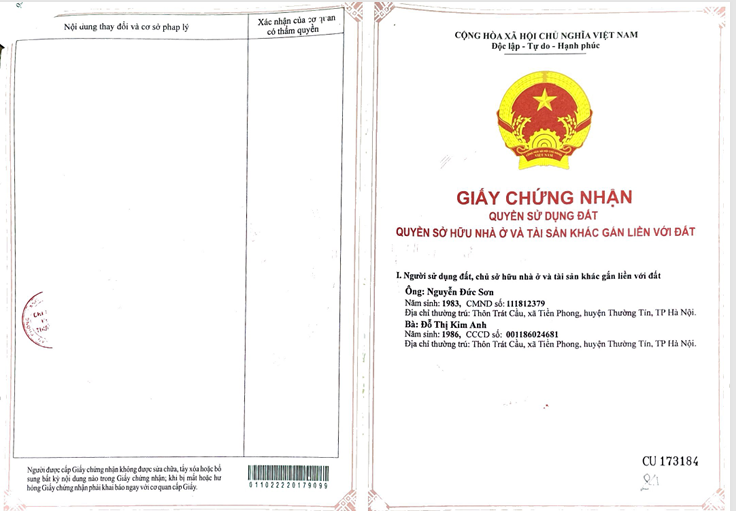 Nội dung thay đổi và cơ sở pháp lý
Xác nhận của cơ quan
có thẩm quyền
Người được cấp Giấy chứng nhận không được sửa chữa, tẩy xóa hoặc bổ
sung bất kỳ nội dung nào trong Giấy chứng nhận; khi bị mất hoặc hư
hỏng Giấy chứng nhận phải khai báo ngay với cơ quan cấp Giấy.
011022220179099
CỘNG HÒA XÃ HỘI CHỦ NGHĨA VIỆT NAM
Độc lập - Tự do - Hạnh phúc
VIỆT NAM
GIẤY CHỨNG NHẬN
QUYỀN SỬ DỤNG ĐẤT
QUYỀN SỞ HỮU NHÀ Ở VÀ TÀI SẢN KHÁC GẮN LIỀN VỚI ĐẤT
I. Người sử dụng đất, chủ sở hữu nhà ở và tài sản khác gắn liền với đất
Ông: Nguyễn Đức Sơn
Năm sinh: 1983, CMND số: 111812379
Địa chỉ thường trú: Thôn Trát Cầu, xã Tiền Phong, huyện Thường Tín, TP Hà Nội.
Bà: Đỗ Thị Kim Anh
Năm sinh: 1986, CCCD số: 001186024681
Địa chỉ thường trú: Thôn Trát Cầu, xã Tiền Phong, huyện Thường Tín, TP Hà Nội.
CU 173184